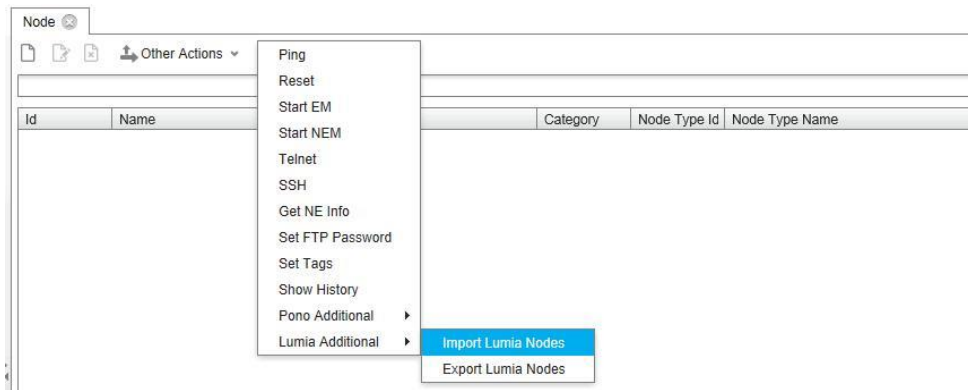 Node
Other Actions
Ping
Reset
Start EM
Start NEM
Telnet
SSH
Get NE Info
Set FTP Password
Set Tags
Show History
Pono Additional
Lumia Additional
Import Lumia Nodes
Export Lumia Nodes
Id Name Category Node Type Id Node Type Name